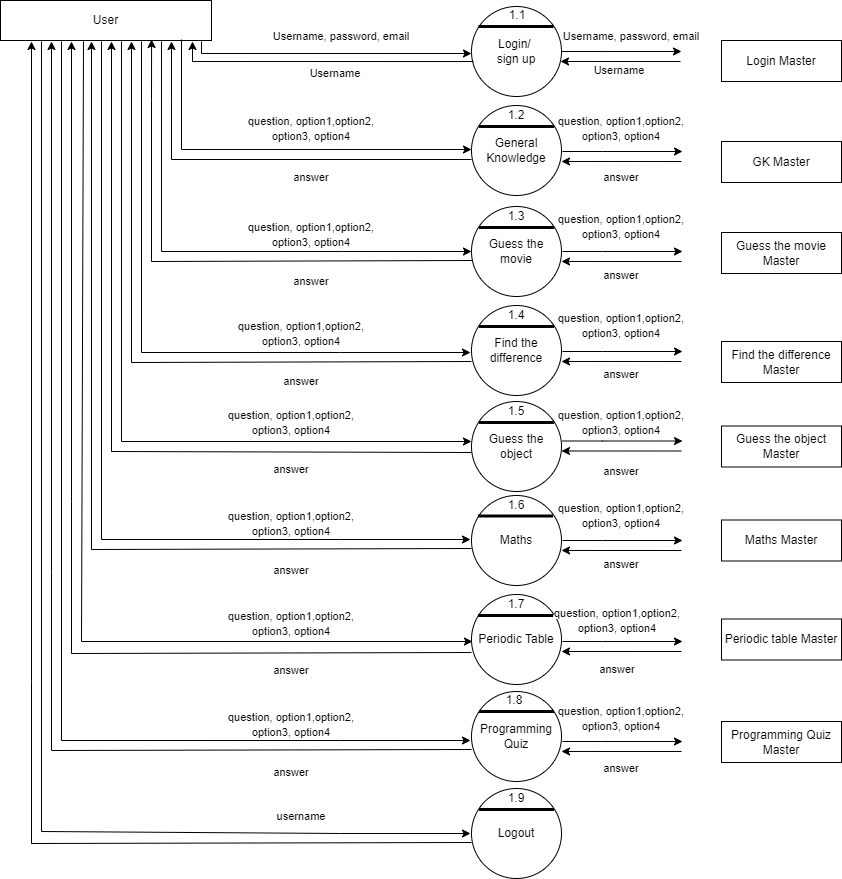 User
1.1
Username, password, email
Username, password, email
Login/
sign up
Login Master
Username
Username
1.2
question, option1,option2,
option3, option4
question, option1,option2,
option3, option4
General
Knowledge
GK Master
answer
answer
1.3
question, option1,option2,
option3, option4
question, option1,option2,
option3, option4
Guess the
movie
Guess the movie
Master
answer
answer
1.4
question, option1,option2,
option3, option4
question, option1,option2,
option3, option4
Find the
difference
Find the difference
Master
answer
answer
1.5
question, option1,option2,
option3, option4
question, option1,option2,
option3, option4
Guess the
object
Guess the object
Master
answer
answer
1.6
question, option1,option2,
option3, option4
question, option1,option2,
option3, option4
Maths
Maths Master
answer
answer
1.7
question, option1,option2,
option3, option4
question, option1,option2,
option3, option4
Periodic Table
Periodic table Master
answer
answer
1.8
question, option1,option2,
option3, option4
question, option1,option2,
option3, option4
Programming
Quiz
Programming Quiz
Master
answer
answer
1.9
username
Logout